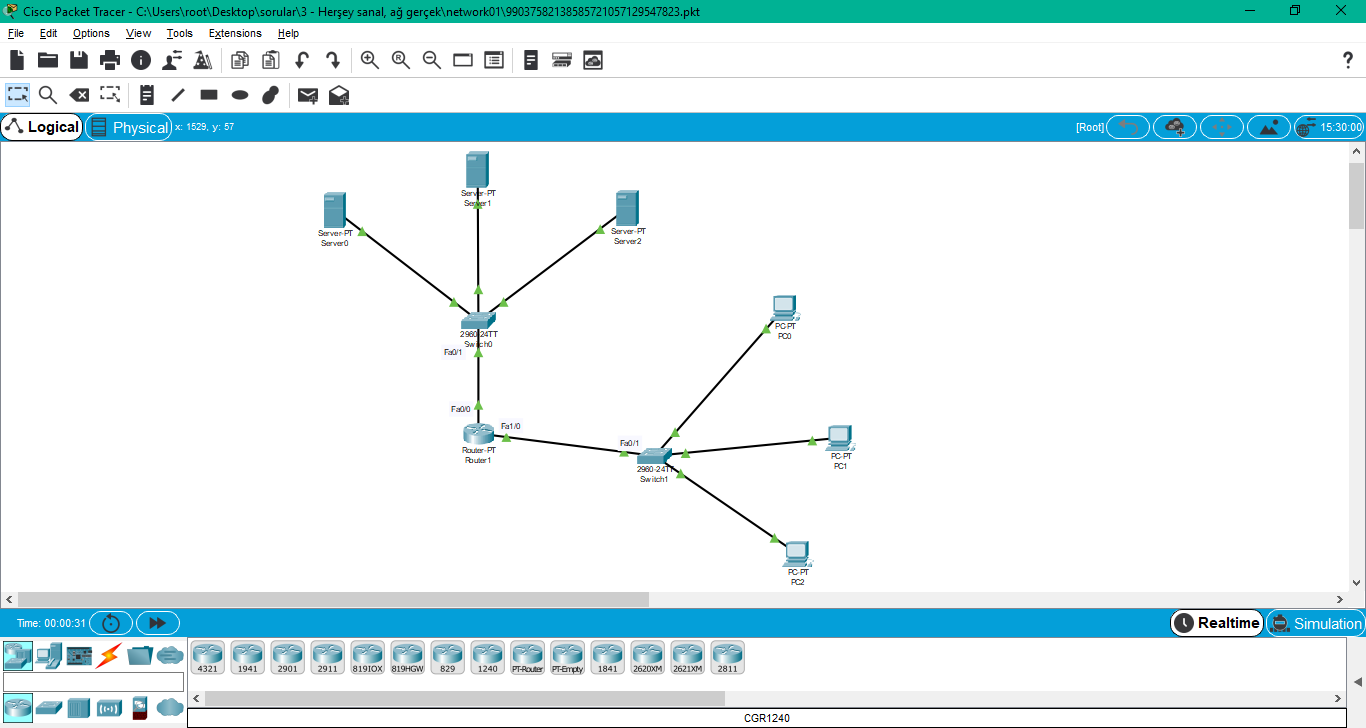 Cisco Packet Tracer - C:\Users\root\Desktop\sorular\3 - Herşey sanal, ağ gerçek\network01\99037582138585721057129547823.pkt
File Edit Options View Tools Extensions Help
Logical Physical x: 1529, y: 57 [Root] 15:30:00
Server-PT
Server1
Server-PT
Server0
Server-PT
Server2
PC-PT
PC0
2960-24TT
Switch0
Fa0/1
Fa0/0
Fa1/0
Router-PT
Router1
Fa0/1
2960-24TT
Switch1
PC-PT
PC1
PC-PT
PC2
Time: 00:00:31 Realtime Simulation
4321 1941 2901 2911 819IOX 819HGW 829 1240 PT-Router PT-Empty 1841 2620XM 2621XM 2811
CGR1240